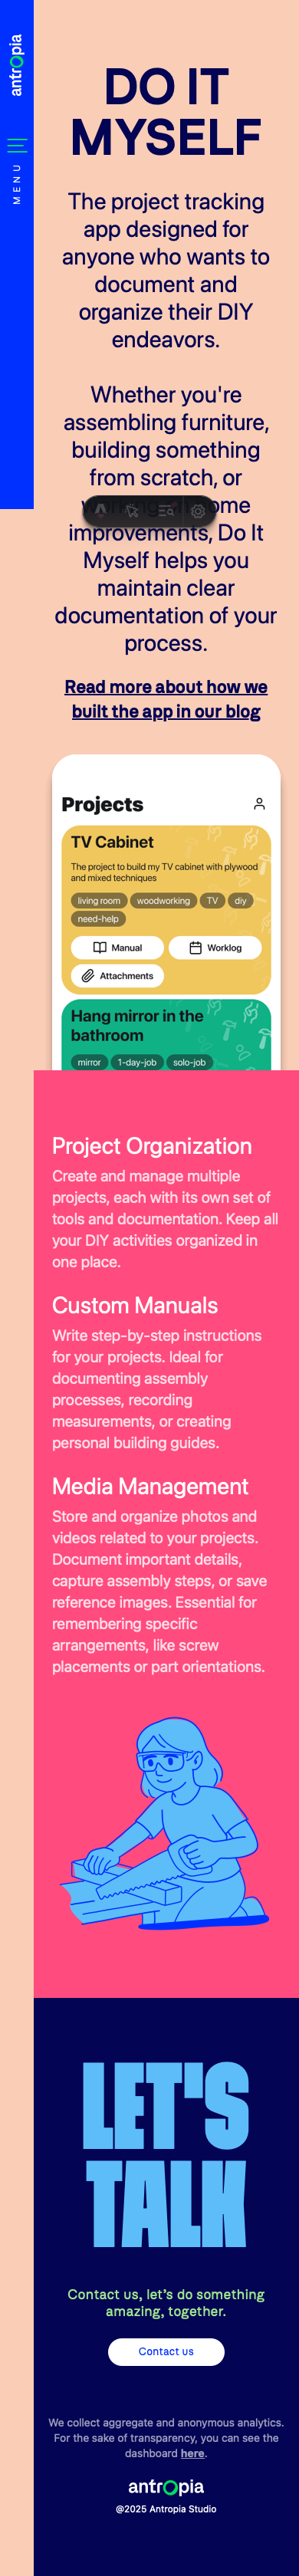 antropia
MENU
DO IT
MYSELF
The project tracking
app designed for
anyone who wants to
document and
organize their DIY
endeavors.
Whether you're
assembling furniture,
building something
from scratch, or
home
improvements, Do It
Myself helps you
maintain clear
documentation of your
process.
Read more about how we
built the app in our blog
Projects
TV Cabinet
The project to build my TV cabinet with plywood
and mixed techniques
living room woodworking TV diy
need-help
Manual Worklog
Attachments
Hang mirror in the
bathroom
mirror 1-day-job solo-job
Project Organization
Create and manage multiple
projects, each with its own set of
tools and documentation. Keep all
your DIY activities organized in
one place.
Custom Manuals
Write step-by-step instructions
for your projects. Ideal for
documenting assembly
processes, recording
measurements, or creating
personal building guides.
Media Management
Store and organize photos and
videos related to your projects.
Document important details,
capture assembly steps, or save
reference images. Essential for
remembering specific
arrangements, like screw
placements or part orientations.
LET'S
TALK
Contact us, let's do something
amazing, together.
Contact us
We collect aggregate and anonymous analytics.
For the sake of transparency, you can see the
dashboard here.
antropia
@2025 Antropia Studio